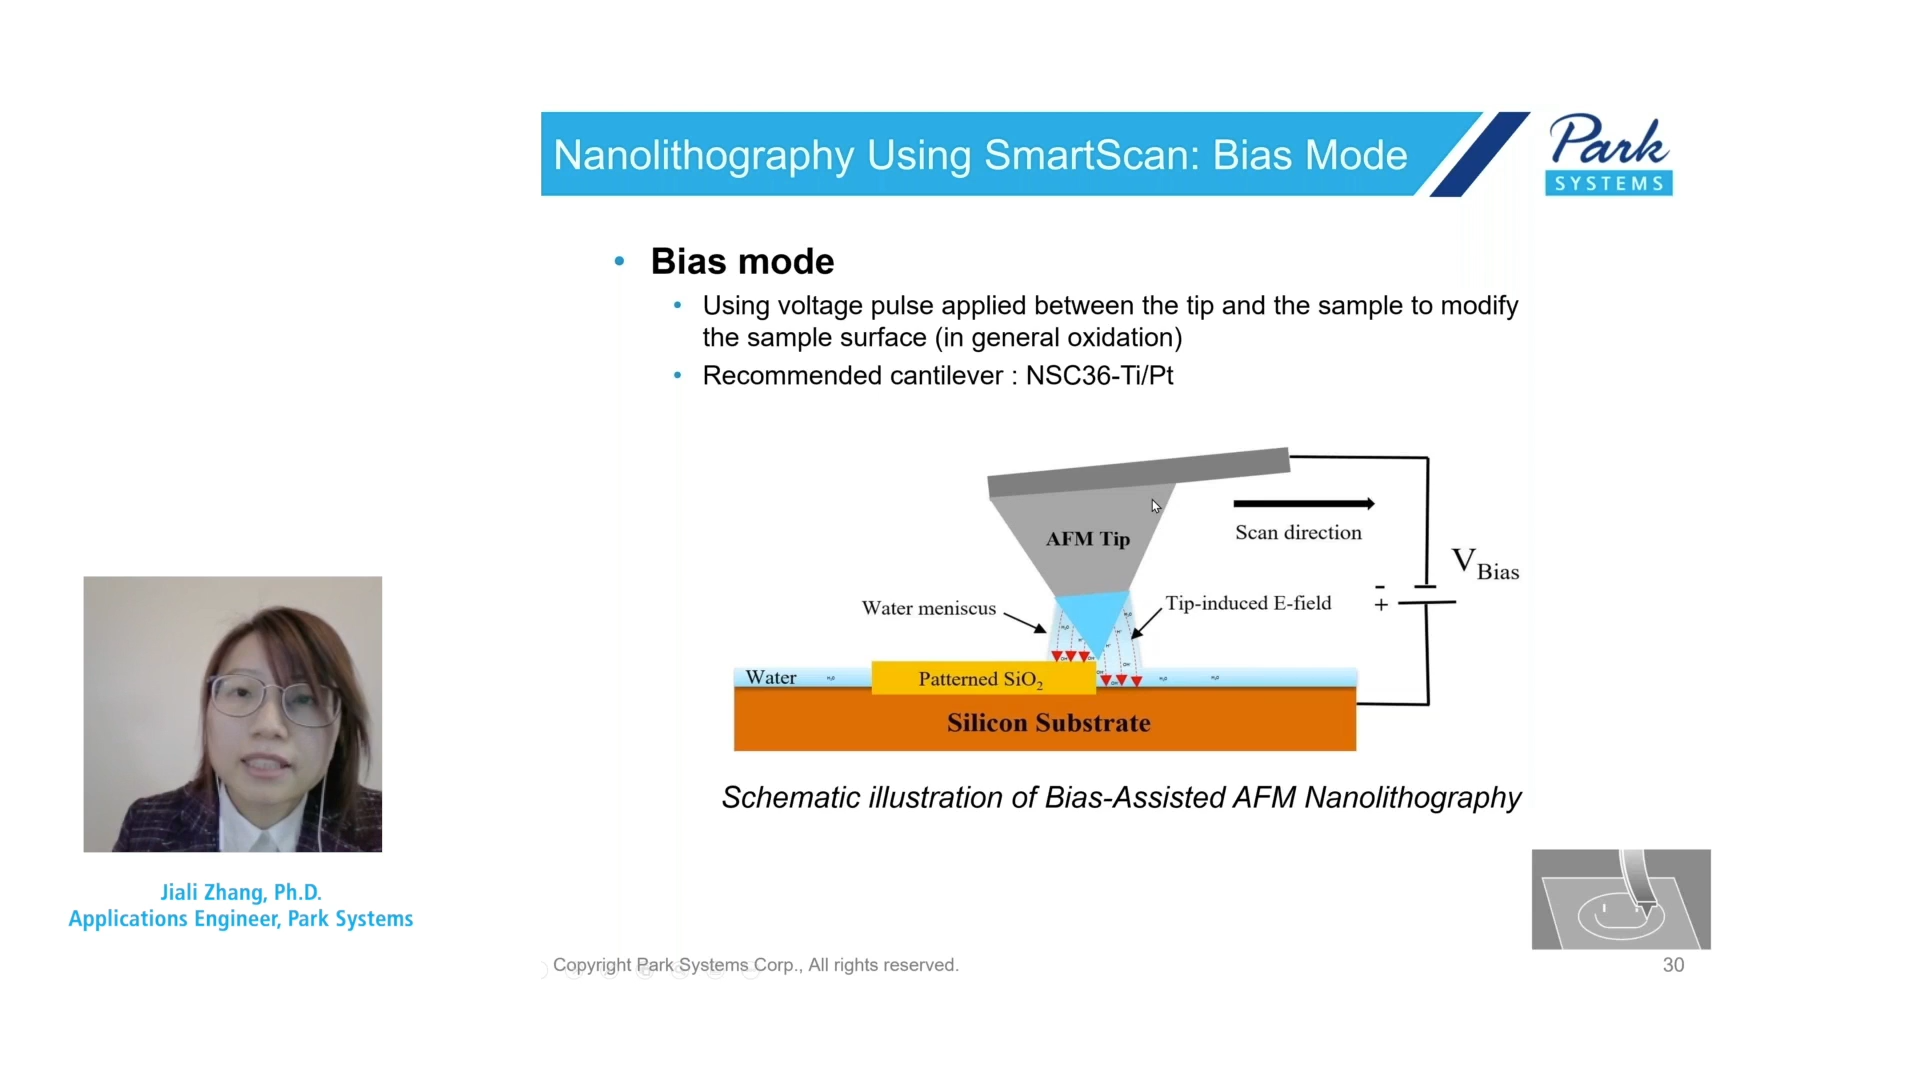 Nanolithography Using SmartScan: Bias Mode
Park
SYSTEMS
• Bias mode
• Using voltage pulse applied between the tip and the sample to modify
the sample surface (in general oxidation)
• Recommended cantilever : NSC36-Ti/Pt
AFM Tip
Scan direction
V Bias
-
+
Water meniscus
Tip-induced E-field
Water
Patterned SiO₂
Silicon Substrate
Schematic illustration of Bias-Assisted AFM Nanolithography
Jiali Zhang, Ph.D.
Applications Engineer, Park Systems
Copyright Park Systems Corp., All rights reserved.
30